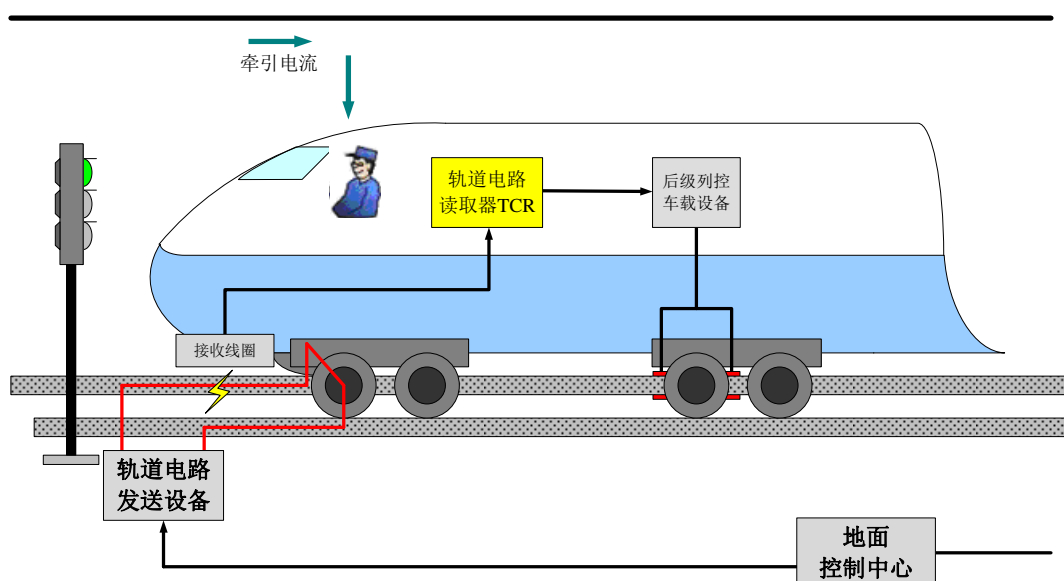 牵引电流
轨道电路
读取器TCR
后级列控
车载设备
接收线圈
轨道电路
发送设备
地面
控制中心